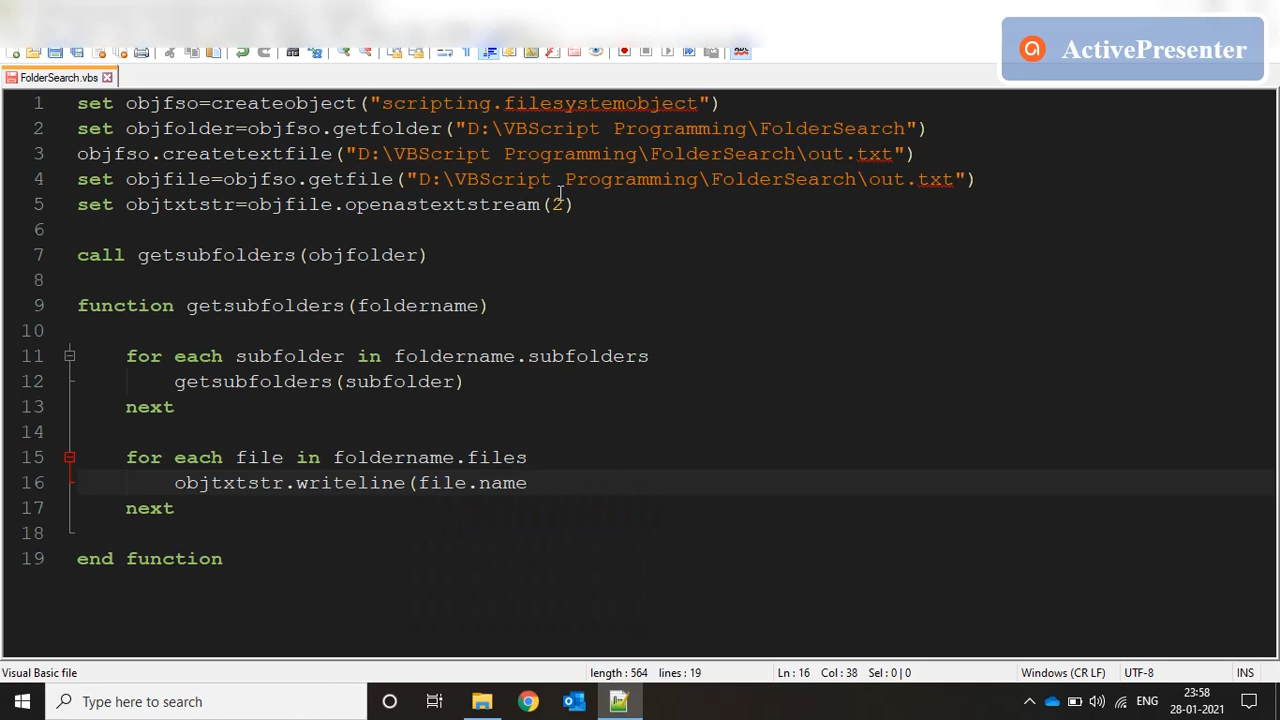 ActivePresenter
FolderSearch.vbs
1 set objfso=createobject("scripting.filesystemobject")
2 set objfolder=objfso.getfolder("D:\VBScript Programming\FolderSearch")
3 objfso.createtextfile("D:\VBScript Programming\FolderSearch\out.txt")
4 set objfile=objfso.getfile("D:\VBScript Programming\FolderSearch\out.txt")
5 set objtxtstr=objfile.openastextstream(2)
6
7 call getsubfolders(objfolder)
8
9 function getsubfolders(foldername)
10
11 for each subfolder in foldername.subfolders
12 getsubfolders(subfolder)
13 next
14
15 for each file in foldername.files
16 objtxtstr.writeline(file.name
17 next
18
19 end function
Visual Basic file length : 564 lines : 19 Ln : 16 Col : 38 Sel : 0 | 0 Windows (CR LF) UTF-8 INS
Type here to search ENG 23:58
28-01-2021